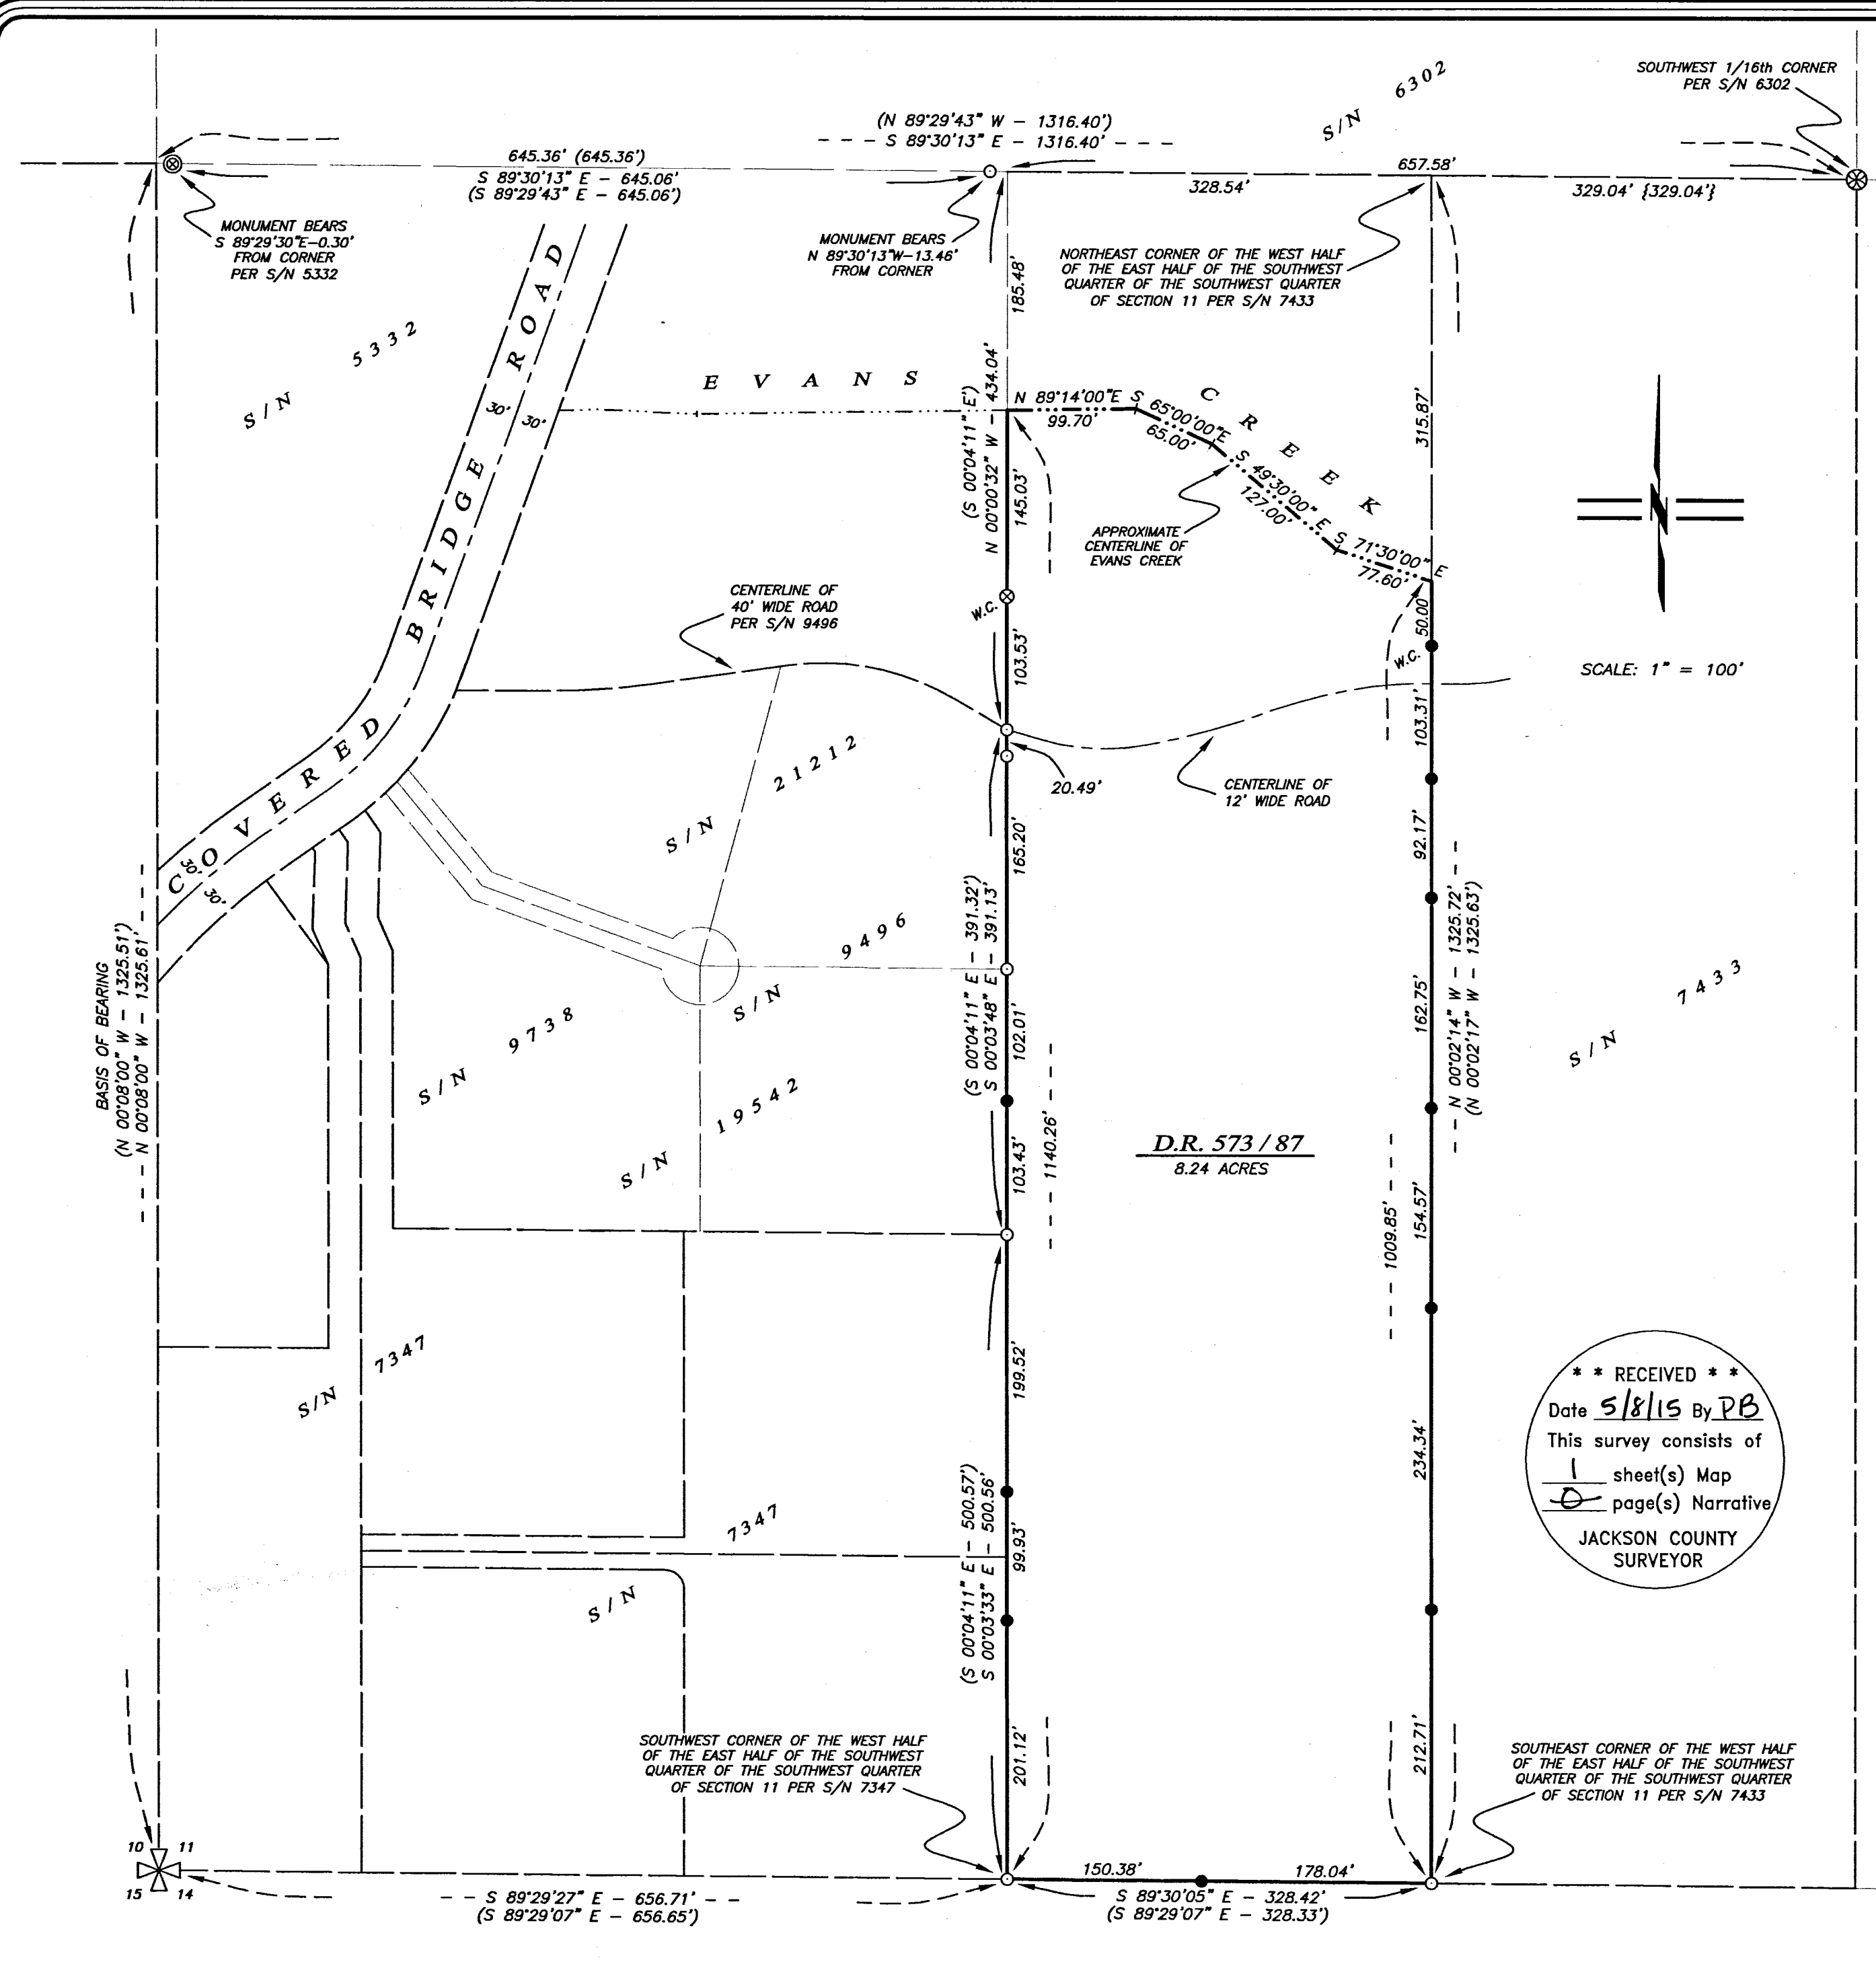 SOUTHWEST 1/16th CORNER
PER S/N 6302
S/N 6302
(N 89°29'43" W - 1316.40')
- - - S 89°30'13" E - 1316.40' - - -
645.36' (645.36')
S 89°30'13" E - 645.06'
(S 89°29'43" E - 645.06')
657.58'
328.54'
329.04' {329.04'}
MONUMENT BEARS
S 89°29'30"E-0.30'
FROM CORNER
PER S/N 5332
MONUMENT BEARS
N 89°30'13"W-13.46'
FROM CORNER
NORTHEAST CORNER OF THE WEST HALF
OF THE EAST HALF OF THE SOUTHWEST
QUARTER OF THE SOUTHWEST QUARTER
OF SECTION 11 PER S/N 7433
185.48'
315.87'
S/N 5332
COVERED BRIDGE ROAD
30' 30'
EVANS CREEK
(S 00°04'11" E)
N 00°00'32" W - 434.04'
N 89°14'00"E
99.70'
S 65°00'00"E
65.00'
S 49°30'00" E
127.00'
S 71°30'00" E
77.60'
145.03'
APPROXIMATE
CENTERLINE OF
EVANS CREEK
N
SCALE: 1" = 100'
CENTERLINE OF
40' WIDE ROAD
PER S/N 9496
W.C.
103.53'
50.00
W.C.
103.31'
20.49'
CENTERLINE OF
12' WIDE ROAD
S/N 21212
30' 30'
165.20'
92.17'
(S 00°04'11" E - 391.32')
S 00°03'48" E - 391.13'
S/N 9496
S/N 9738
S/N 19542
BASIS OF BEARING
(N 00°08'00" W - 1325.51')
- - - N 00°08'00" W - 1325.61' - - -
102.01'
103.43'
- - - 1140.26' - - -
162.75'
- - N 00°02'14" W - 1325.72' - -
(N 00°02'17" W - 1325.63')
S/N 7433
D.R. 573/87
8.24 ACRES
- - - 1009.85' - - -
154.57'
S/N 7347
199.52'
234.34'
* * RECEIVED * *
Date 5/8/15 By PB
This survey consists of
1 sheet(s) Map
0 page(s) Narrative
JACKSON COUNTY
SURVEYOR
S/N 7347
(S 00°04'11" E - 500.57')
S 00°03'33" E - 500.56'
99.93'
201.12'
212.71'
SOUTHWEST CORNER OF THE WEST HALF
OF THE EAST HALF OF THE SOUTHWEST
QUARTER OF THE SOUTHWEST QUARTER
OF SECTION 11 PER S/N 7347
SOUTHEAST CORNER OF THE WEST HALF
OF THE EAST HALF OF THE SOUTHWEST
QUARTER OF THE SOUTHWEST QUARTER
OF SECTION 11 PER S/N 7433
10 11
15 14
150.38'
178.04'
- - S 89°29'27" E - 656.71' - -
(S 89°29'07" E - 656.65')
S 89°30'05" E - 328.42'
(S 89°29'07" E - 328.33')